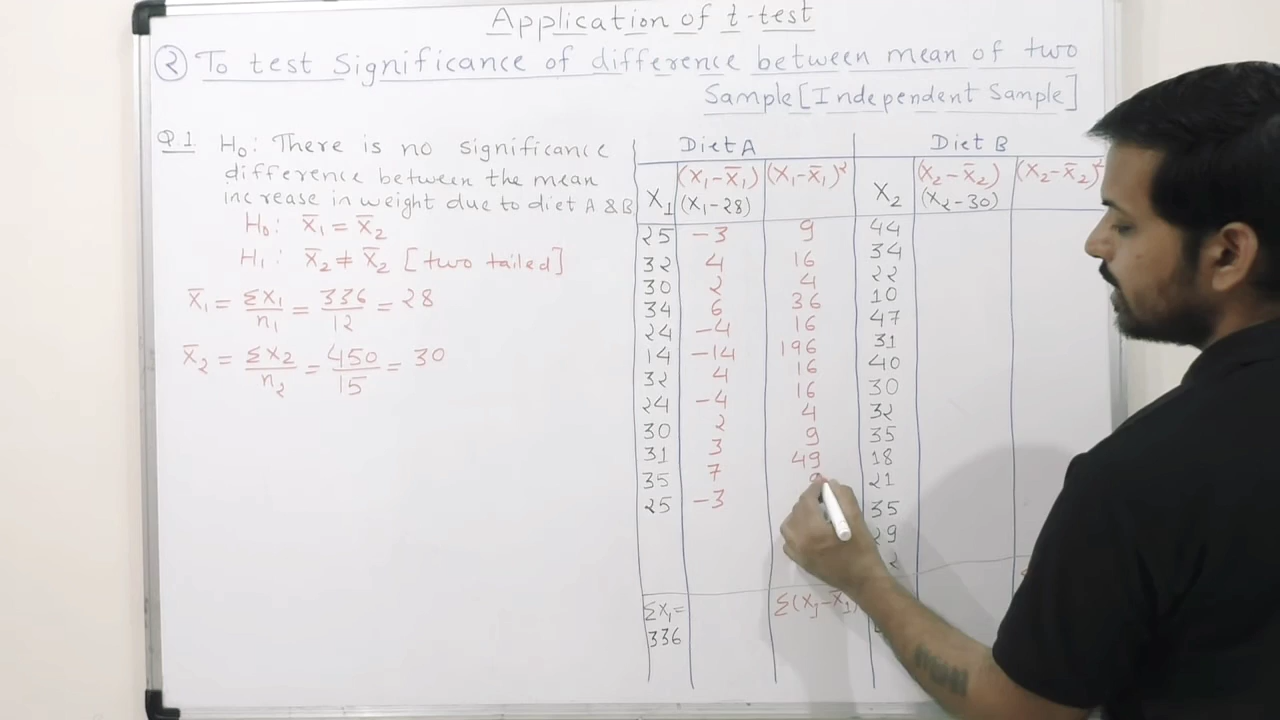 Application of t-test
② To test Significance of difference between mean of two
Sample [Independent Sample]
Q 1 H₀: There is no significance
difference between the mean
increase in weight due to diet A & B
H₀: X̄₁ = X̄₂
H₁: X̄₂ ≠ X̄₂ [two tailed]
X̄₁ = ΣX₁/n₁ = 336/12 = 28
X̄₂ = ΣX₂/n₂ = 450/15 = 30
Diet A Diet B
X₁ (X₁-X̄₁) (X₁-X̄₁)² X₂ (X₂-X̄₂) (X₂-X̄₂)²
(X₁-28) (X₂-30)
25 -3 9 44
32 4 16 34
30 2 4 22
34 6 36 10
24 -4 16 47
14 -14 196 31
32 4 16 40
24 -4 16 30
30 2 4 32
31 3 9 35
35 7 49 18
25 -3 9 21
35
29
2
ΣX₁= Σ(X₁-X̄₁)
336